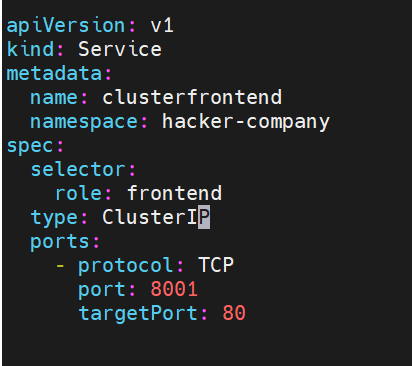 apiVersion: v1
kind: Service
metadata:
  name: clusterfrontend
  namespace: hacker-company
spec:
  selector:
    role: frontend
  type: ClusterIP
  ports:
    - protocol: TCP
      port: 8001
      targetPort: 80